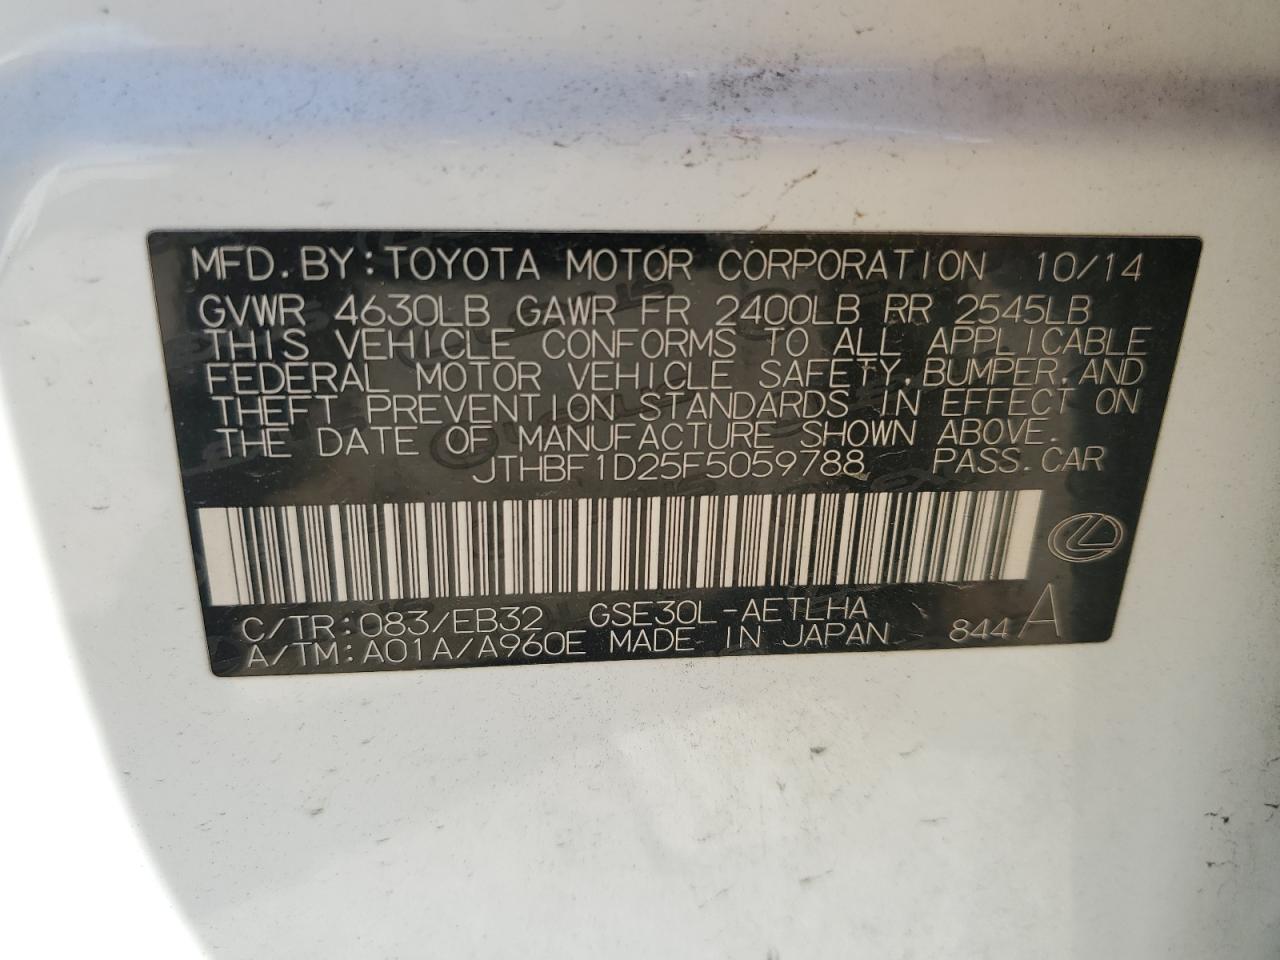 MFD. BY: TOYOTA MOTOR CORPORATION 10/14
GVWR 4630LB GAWR FR 2400LB RR 2545LB
THIS VEHICLE CONFORMS TO ALL APPLICABLE
FEDERAL MOTOR VEHICLE SAFETY, BUMPER, AND
THEFT PREVENTION STANDARDS IN EFFECT ON
THE DATE OF MANUFACTURE SHOWN ABOVE.
JTHBF1D25F5059788 PASS. CAR
C/TR: 083/EB32 GSE30L-AETLHA
A/TM: A01A/A960E MADE IN JAPAN 844 A